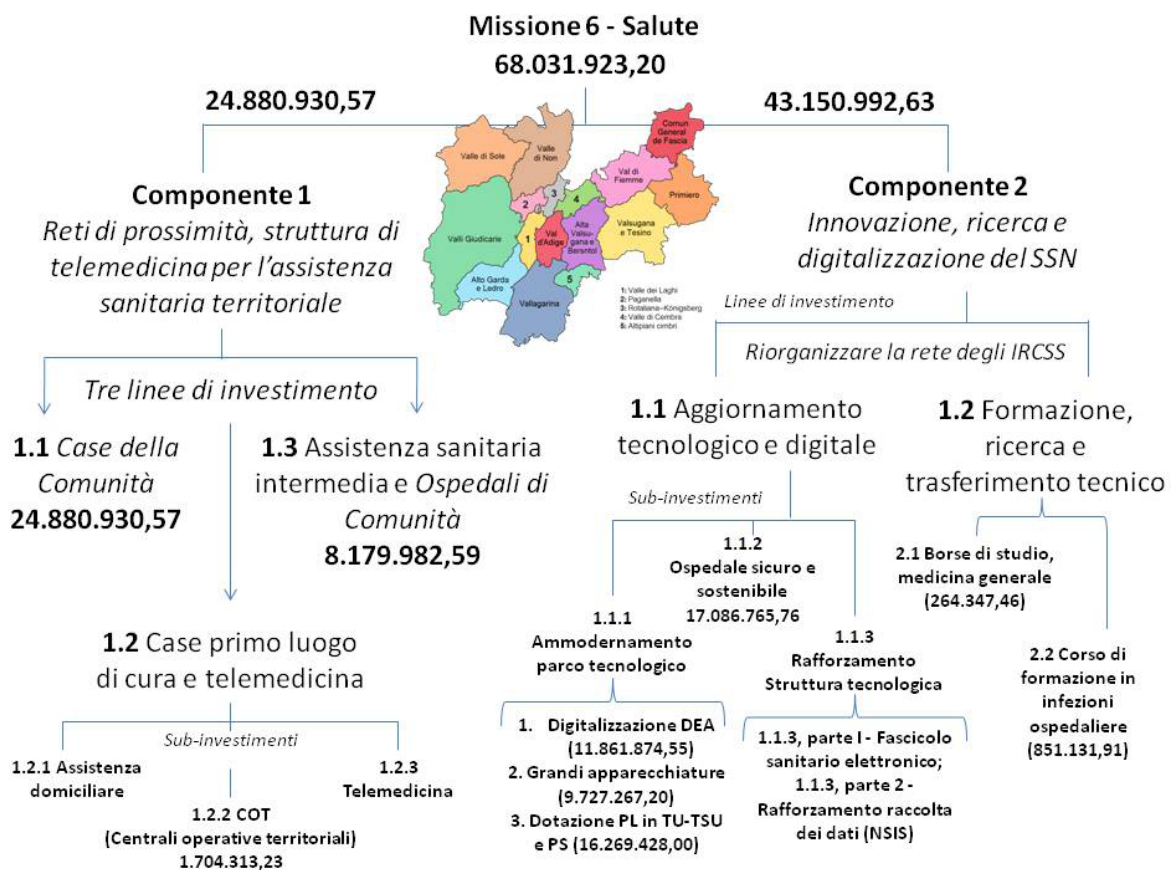 Missione 6 - Salute
68.031.923,20
24.880.930,57
43.150.992,63
Componente 1
Reti di prossimità, struttura di
telemedicina per l'assistenza
sanitaria territoriale
Valle di Sole
Valle
di Non
Comun
General
de Fascia
Val di
Fiemme
Primiero
3
4
2
Valli Giudicarie
1
Val
d'Adige
Alta
Valsu-
gana e
Bersntol
Valsugana
e Tesino
Alto Garda
e Ledro
5
Vallagarina
1: Valle dei Laghi
2: Paganella
3: Rotaliana-Königsberg
4: Valle di Cembra
5: Altipiani cimbri
Componente 2
Innovazione, ricerca e
digitalizzazione del SSN
Linee di investimento
Riorganizzare la rete degli IRCSS
Tre linee di investimento
1.1 Case della
Comunità
24.880.930,57
1.3 Assistenza sanitaria
intermedia e Ospedali di
Comunità
8.179.982,59
1.2 Case primo luogo
di cura e telemedicina
Sub-investimenti
1.2.1 Assistenza
domiciliare
1.2.2 COT
(Centrali operative territoriali)
1.704.313,23
1.2.3
Telemedicina
1.1 Aggiornamento
tecnologico e digitale
Sub-investimenti
1.1.1
Ammodernamento
parco tecnologico
1. Digitalizzazione DEA
(11.861.874,55)
2. Grandi apparecchiature
(9.727.267,20)
3. Dotazione PL in TU-TSU
e PS (16.269.428,00)
1.1.2
Ospedale sicuro e
sostenibile
17.086.765,76
1.1.3
Rafforzamento
Struttura tecnologica
1.1.3, parte I - Fascicolo
sanitario elettronico;
1.1.3, parte 2 -
Rafforzamento raccolta
dei dati (NSIS)
1.2 Formazione,
ricerca e
trasferimento tecnico
2.1 Borse di studio,
medicina generale
(264.347,46)
2.2 Corso di
formazione in
infezioni
ospedaliere
(851.131,91)